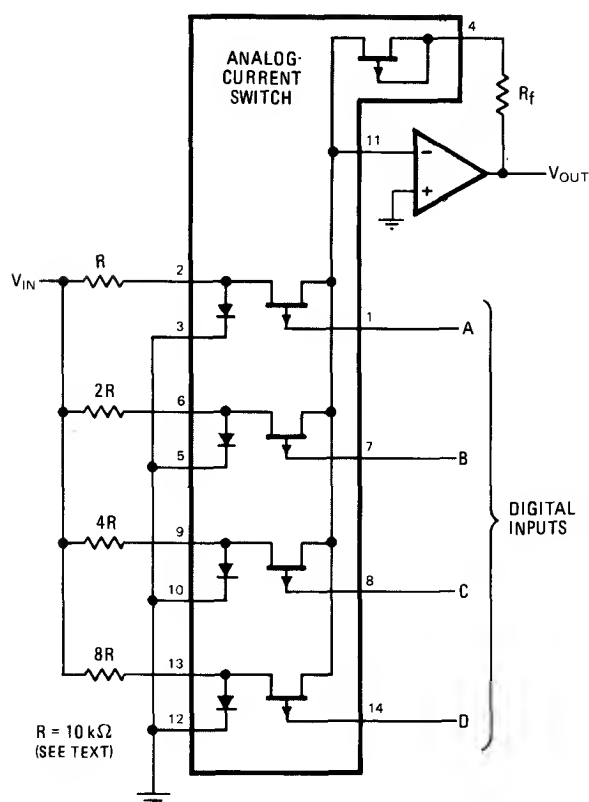 4
ANALOG-
CURRENT
SWITCH
Rf
11
−
+
VOUT
VIN
R
2
3
1
A
2R
6
5
7
B
DIGITAL
INPUTS
4R
9
10
8
C
8R
13
12
14
D
R = 10 kΩ
(SEE TEXT)